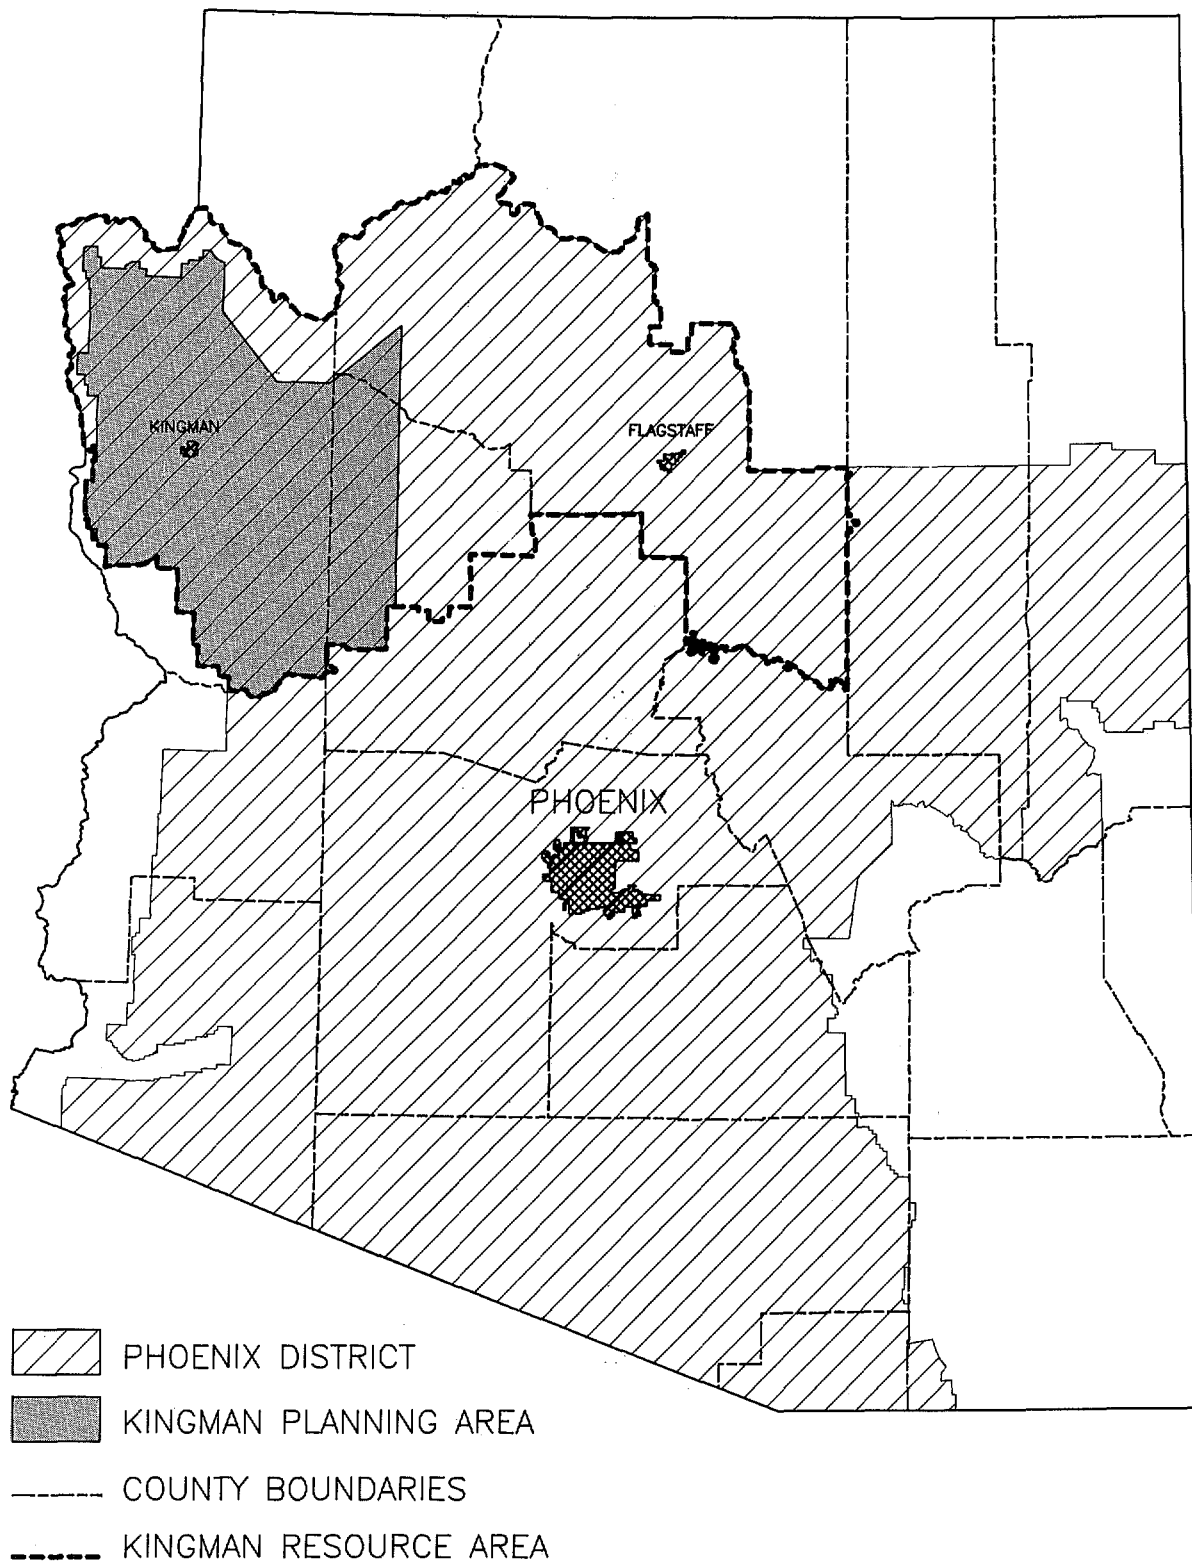 KINGMAN
FLAGSTAFF
PHOENIX
PHOENIX DISTRICT
KINGMAN PLANNING AREA
COUNTY BOUNDARIES
KINGMAN RESOURCE AREA